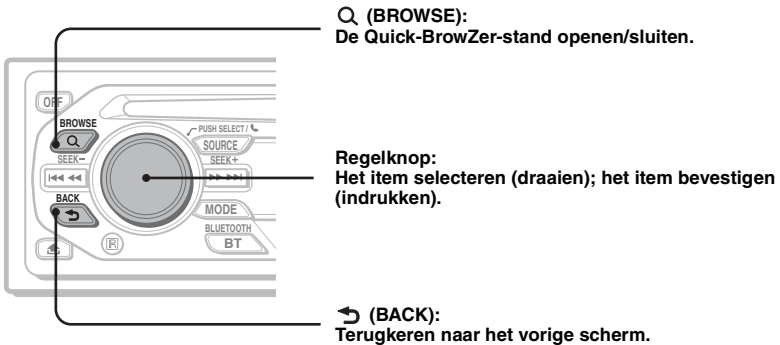 (BROWSE):
De Quick-BrowZer-stand openen/sluiten.
OFF
BROWSE
PUSH SELECT /
SOURCE
SEEK−
SEEK+
Regelknop:
Het item selecteren (draaien); het item bevestigen
(indrukken).
BACK
MODE
BLUETOOTH
BT
R
(BACK):
Terugkeren naar het vorige scherm.